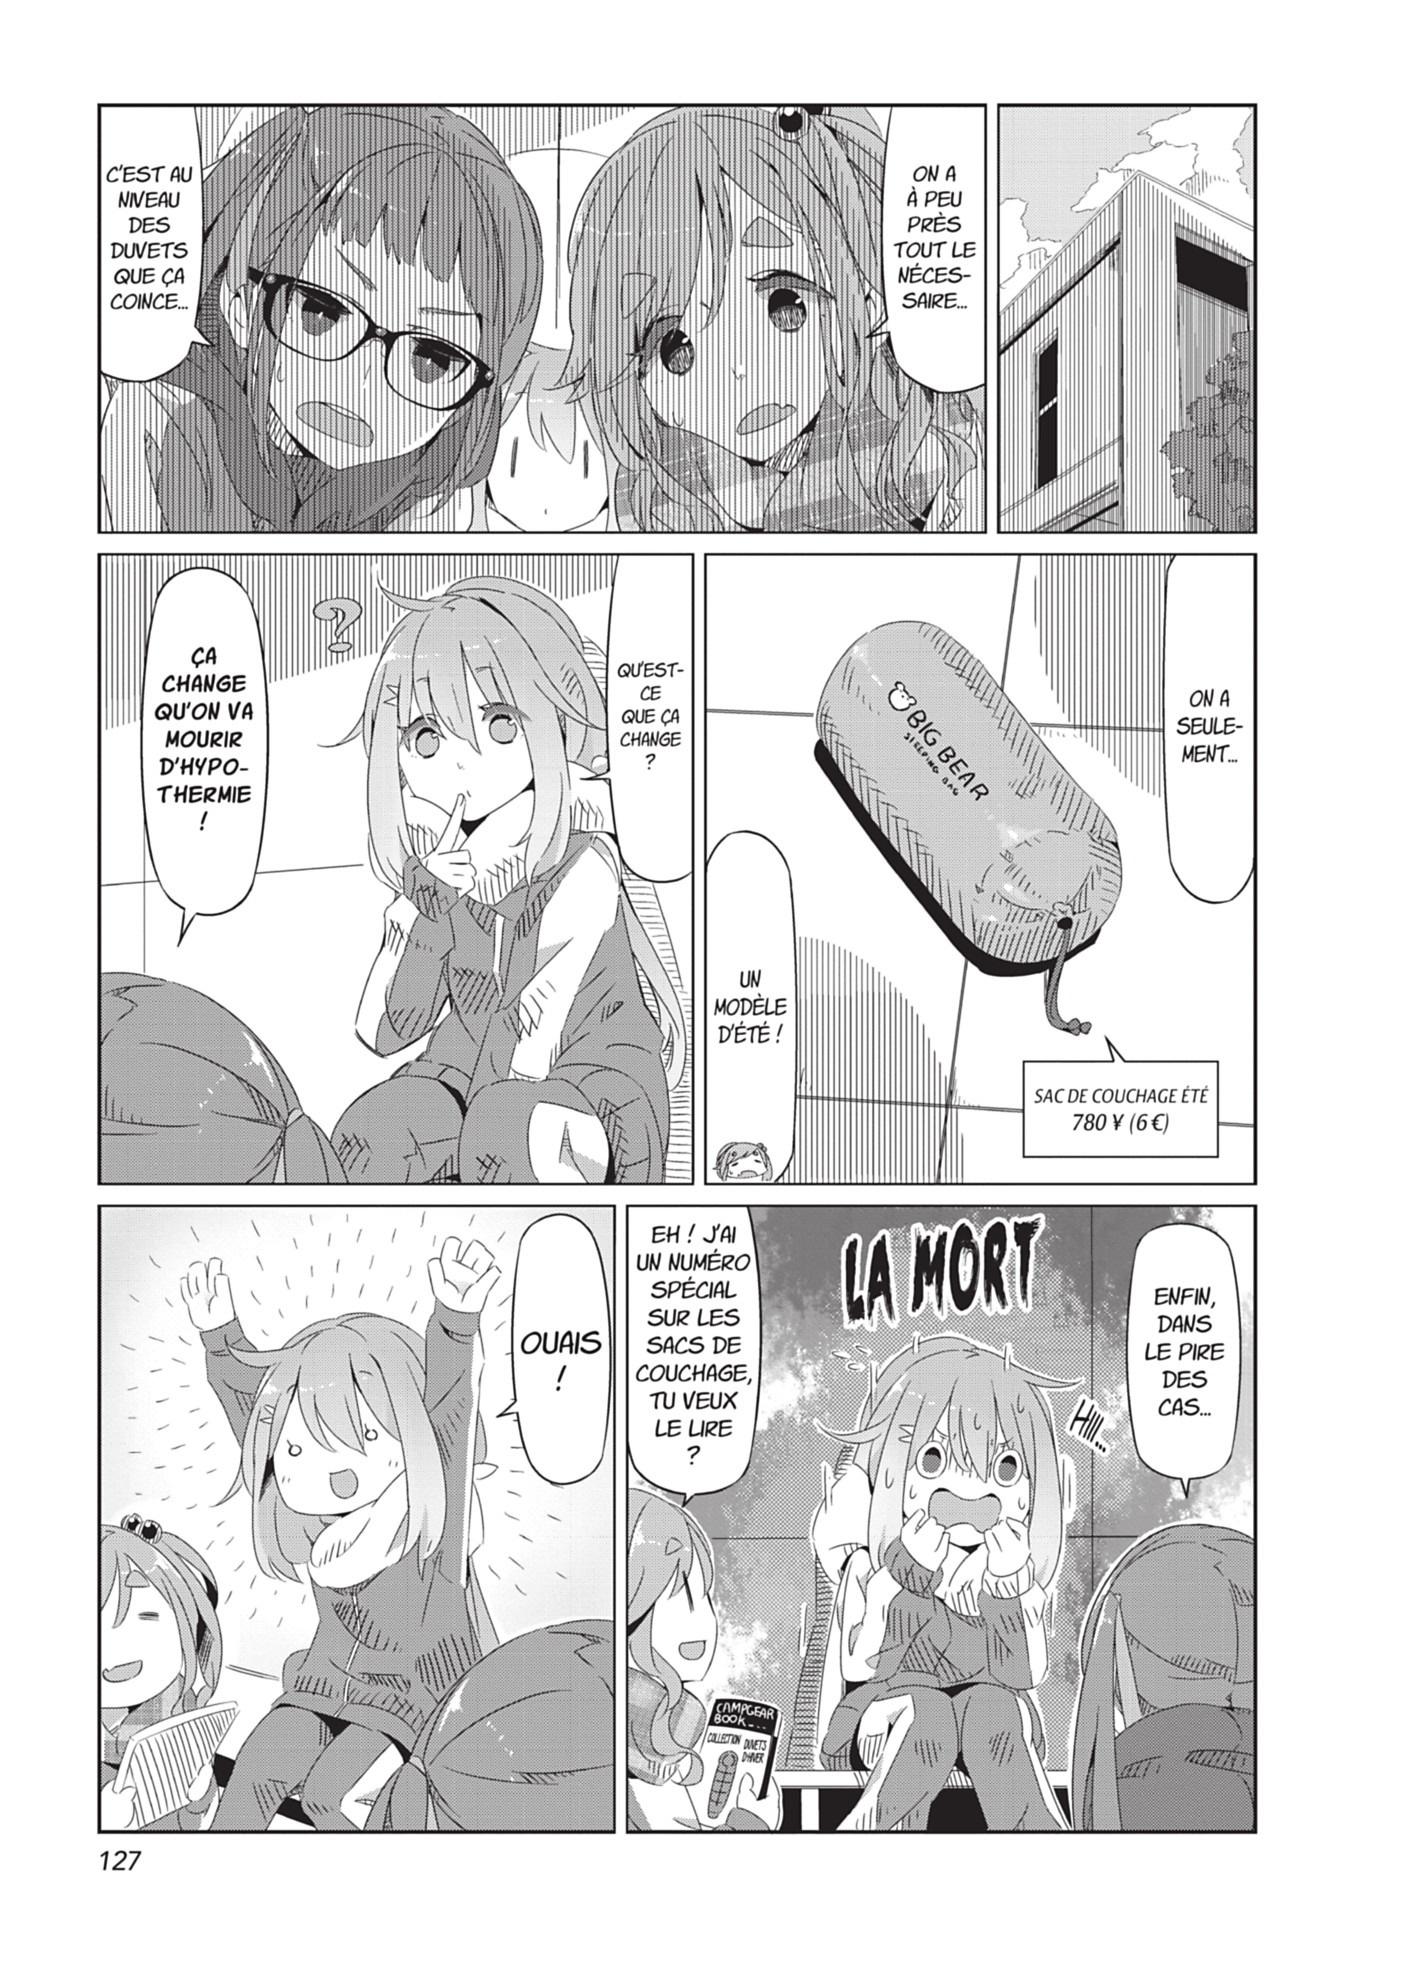 ON A
À PEU
PRÈS
TOUT LE
NÉCES-
SAIRE...
C'EST AU
NIVEAU
DES
DUVETS
QUE ÇA
COINCE...
ON A
SEULE-
MENT...
BIG BEAR
SLEEPING BAG
UN
MODÈLE
D'ÉTÉ !
SAC DE COUCHAGE ÉTÉ
780 ¥ (6 €)
QU'EST-
CE
QUE ÇA
CHANGE
?
?
ÇA
CHANGE
QU'ON VA
MOURIR
D'HYPO-
THERMIE
!
ENFIN,
DANS
LE PIRE
DES
CAS...
LA MORT
HIII...
EH ! J'AI
UN NUMÉRO
SPÉCIAL
SUR LES
SACS DE
COUCHAGE,
TU VEUX
LE LIRE
?
CAMPGEAR
BOOK...
COLLECTION DUVETS
D'HIVER
OUAIS
!
127